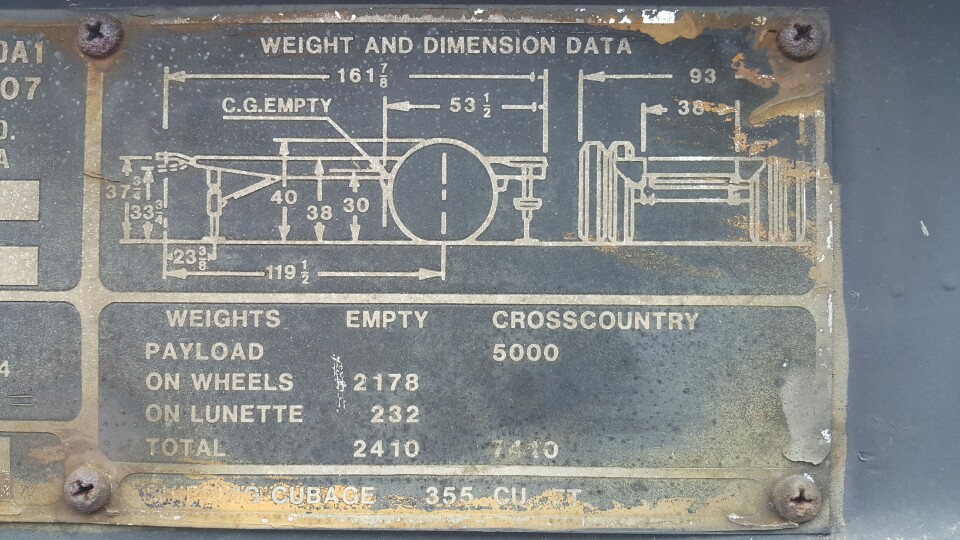 DA1
07
D.
A
4
WEIGHT AND DIMENSION DATA
161 7/8
93
C.G.EMPTY
53 1/2
38
37 3/4
33 3/4
40
38
30
23 3/8
119 1/2
WEIGHTS EMPTY CROSSCOUNTRY
PAYLOAD 5000
ON WHEELS 2178
ON LUNETTE 232
TOTAL 2410 7410
CUBAGE 355 CU. FT